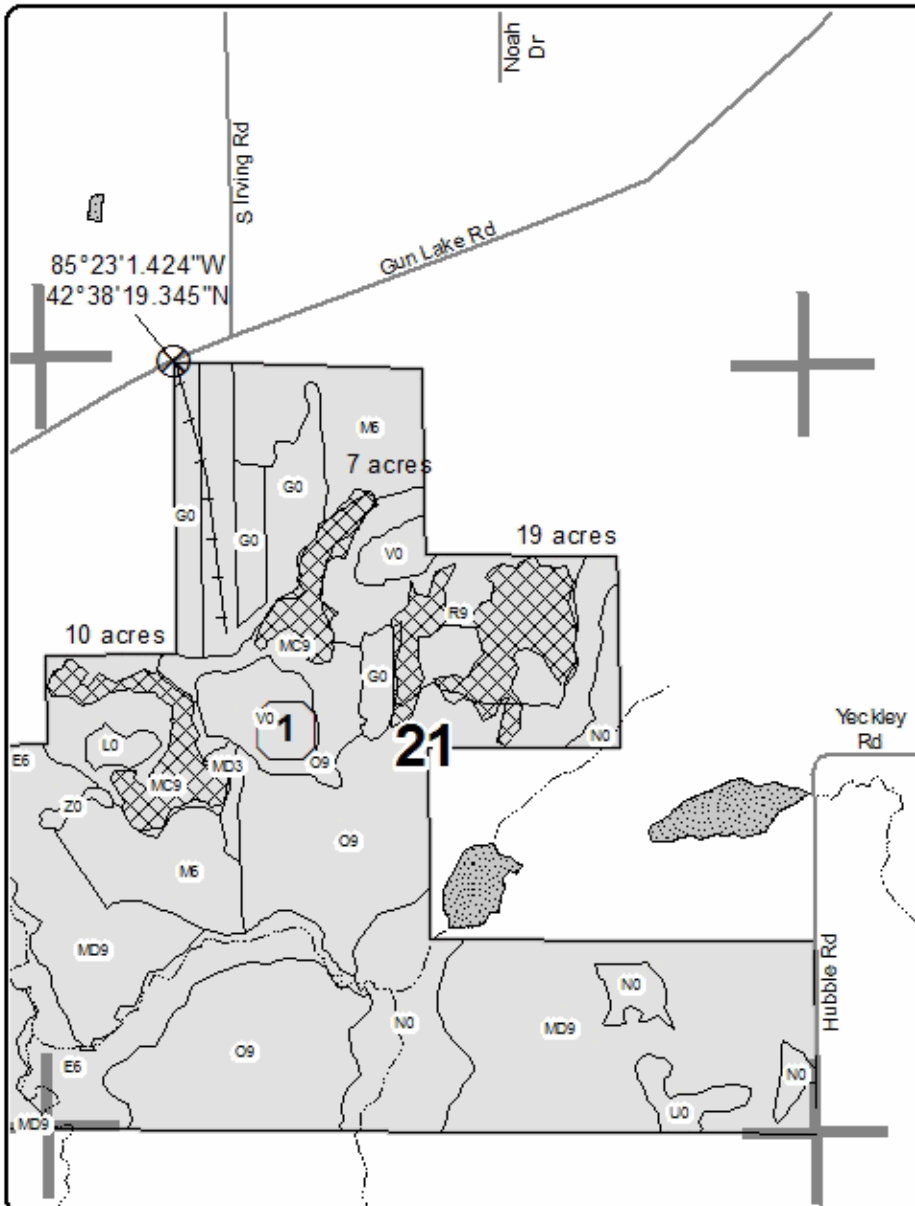 Noah
Dr
S Irving Rd
Gun Lake Rd
85°23'1.424"W
42°38'19.345"N
M6
7 acres
G0
G0
G0
V0
19 acres
R9
10 acres
MC9
G0
V0
1
21
N0
Yeckley
Rd
E6
L0
MD3
O9
MC9
Z0
O9
M6
MD9
Hubble Rd
N0
N0
MD9
O9
E6
N0
U0
MD9